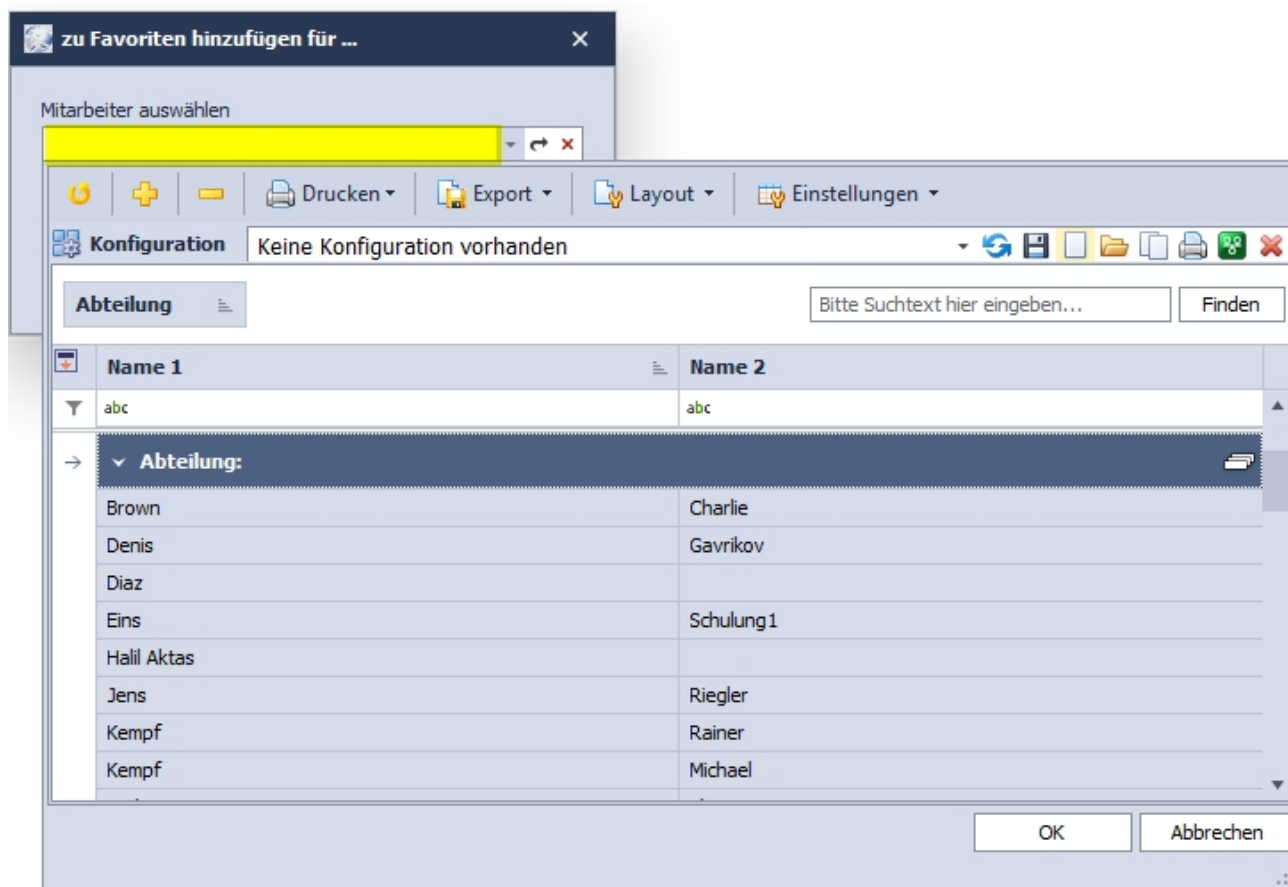 zu Favoriten hinzufügen für ...
Mitarbeiter auswählen
Drucken Export Layout Einstellungen
Konfiguration Keine Konfiguration vorhanden
Abteilung Bitte Suchtext hier eingeben... Finden
Name 1 Name 2
abc abc
Abteilung:
Brown Charlie
Denis Gavrikov
Diaz
Eins Schulung1
Halil Aktas
Jens Riegler
Kempf Rainer
Kempf Michael
OK Abbrechen